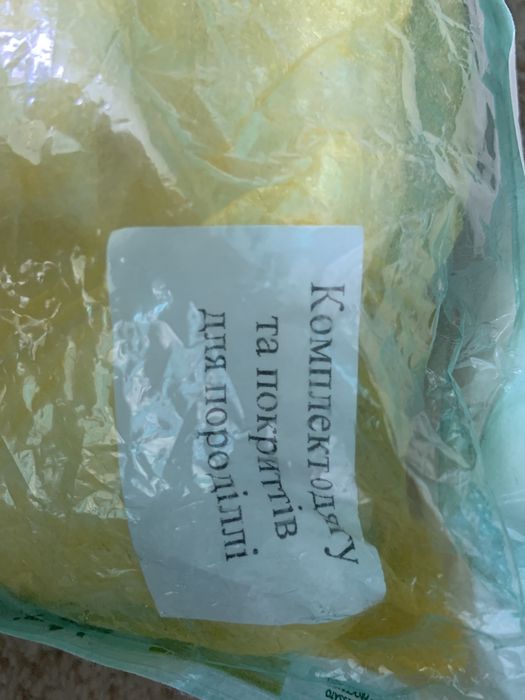 Комплект одягу
та покриттів
для породіллі